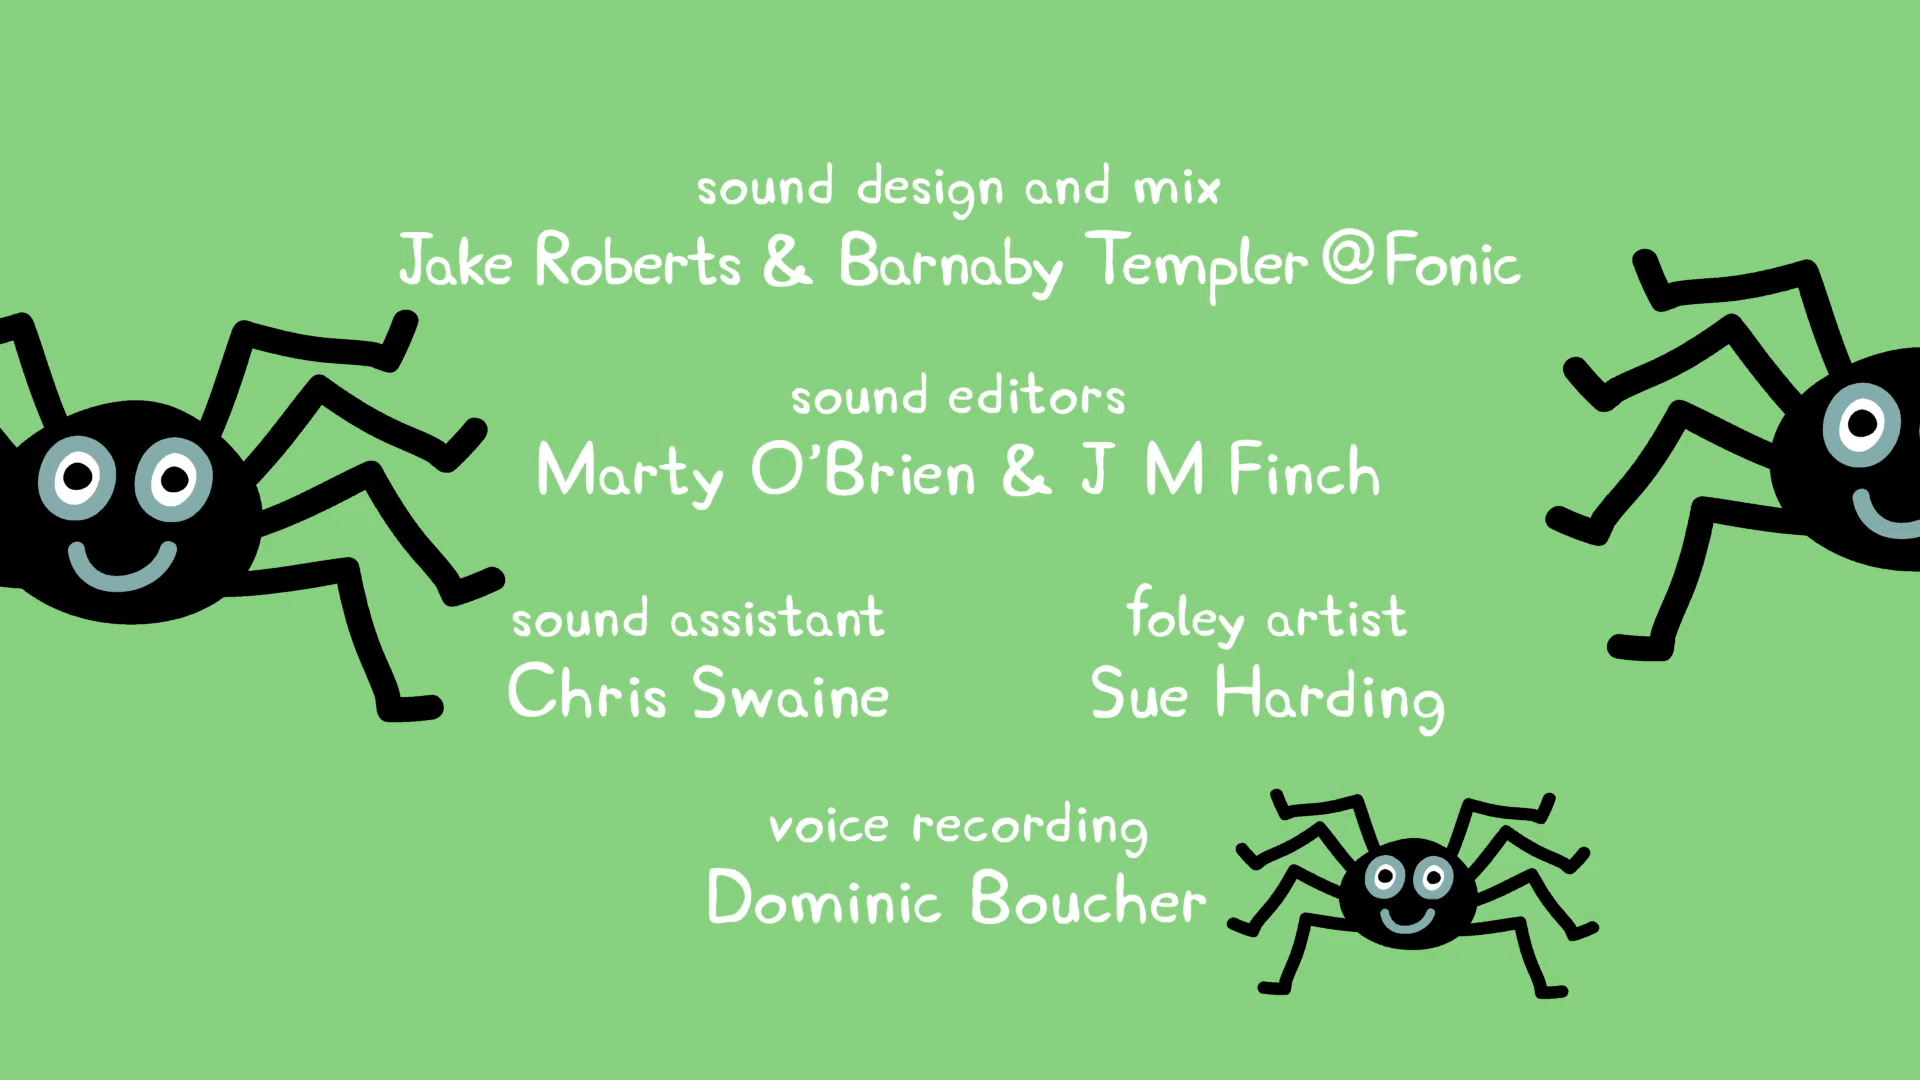 sound design and mix
Jake Roberts & Barnaby Templer @Fonic
sound editors
Marty O'Brien & J M Finch
sound assistant
Chris Swaine
foley artist
Sue Harding
voice recording
Dominic Boucher